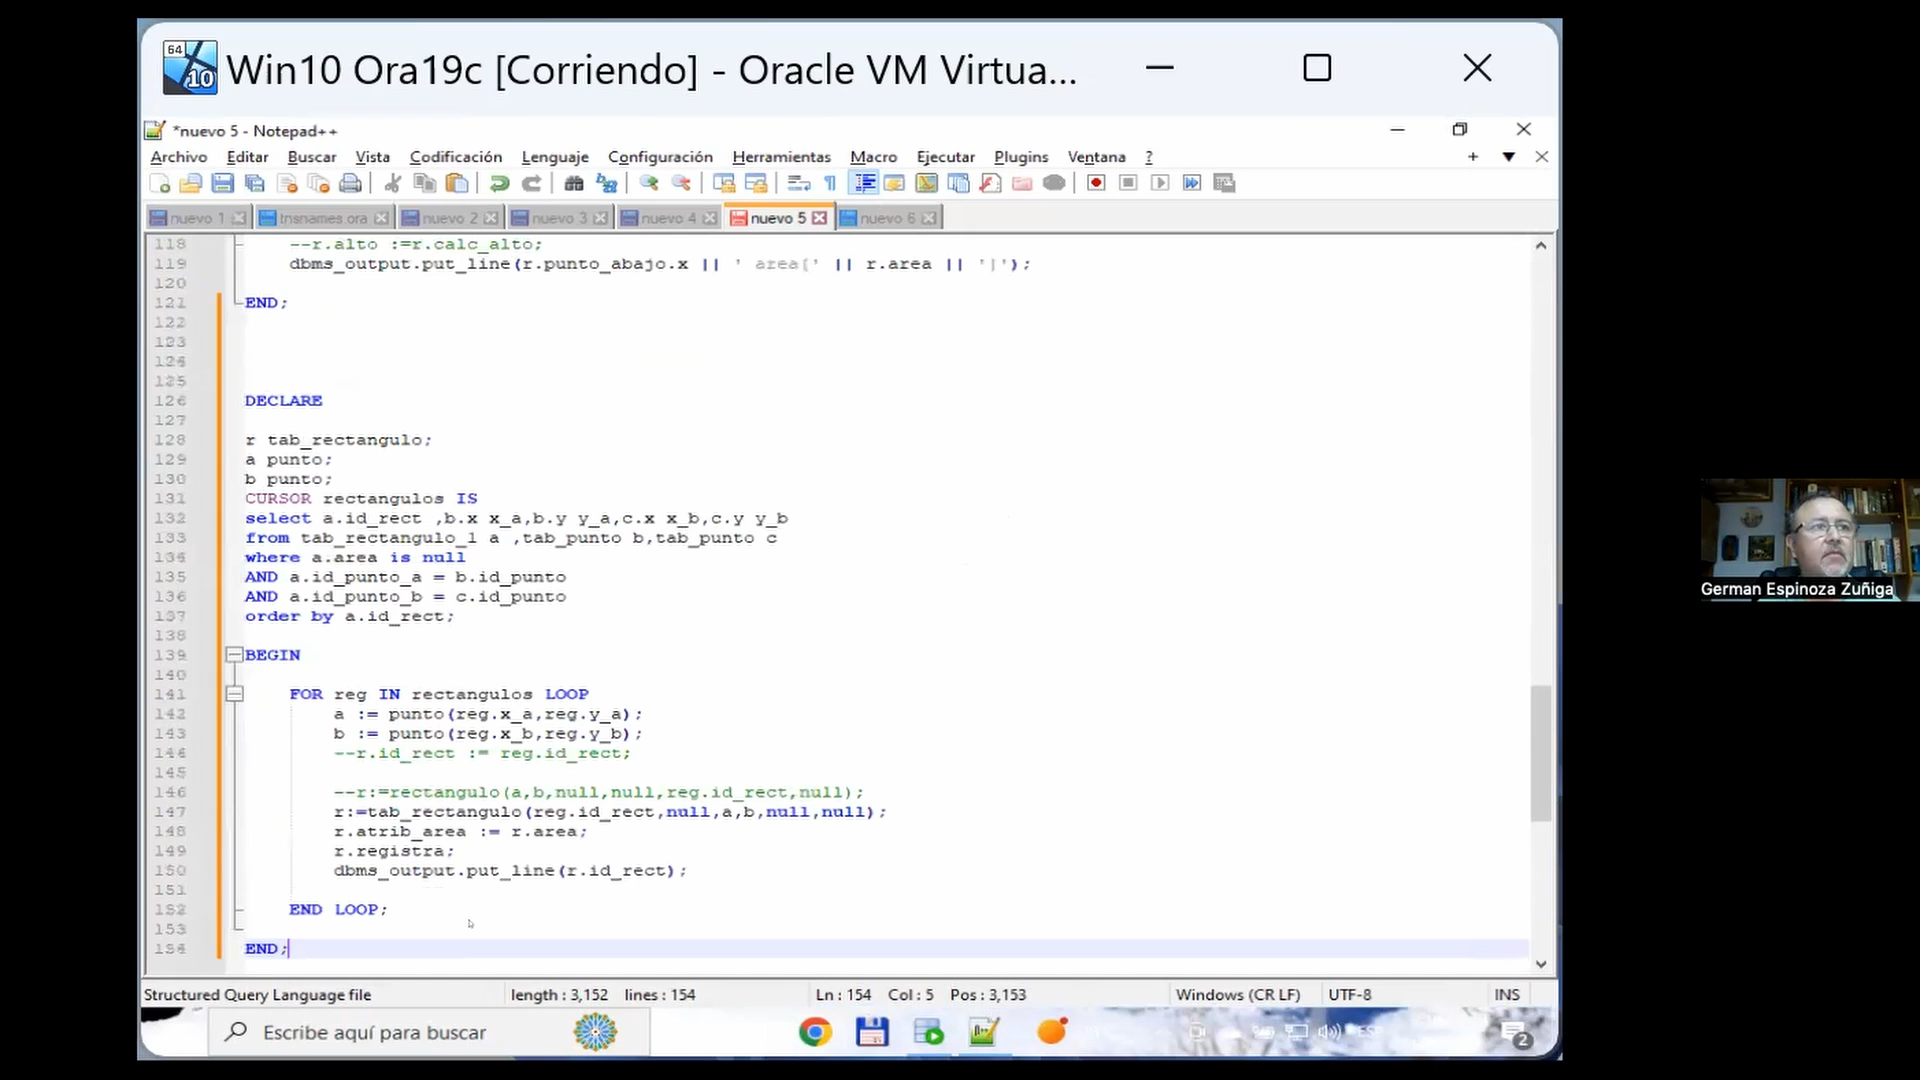 64
10
Win10 Ora19c [Corriendo] - Oracle VM Virtua...
*nuevo 5 - Notepad++
Archivo Editar Buscar Vista Codificación Lenguaje Configuración Herramientas Macro Ejecutar Plugins Ventana ?
nuevo 1 tnsnames.ora nuevo 2 nuevo 3 nuevo 4 nuevo 5 nuevo 6
118 --r.alto :=r.calc_alto;
119 dbms_output.put_line(r.punto_abajo.x || ' area[' || r.area || ']');
120
121 END;
122
123
124
125
126 DECLARE
127
128 r tab_rectangulo;
129 a punto;
130 b punto;
131 CURSOR rectangulos IS
132 select a.id_rect ,b.x x_a,b.y y_a,c.x x_b,c.y y_b
133 from tab_rectangulo_1 a ,tab_punto b,tab_punto c
134 where a.area is null
135 AND a.id_punto_a = b.id_punto
136 AND a.id_punto_b = c.id_punto
137 order by a.id_rect;
138
139 BEGIN
140
141 FOR reg IN rectangulos LOOP
142 a := punto(reg.x_a,reg.y_a);
143 b := punto(reg.x_b,reg.y_b);
144 --r.id_rect := reg.id_rect;
145
146 --r:=rectangulo(a,b,null,null,reg.id_rect,null);
147 r:=tab_rectangulo(reg.id_rect,null,a,b,null,null);
148 r.atrib_area := r.area;
149 r.registra;
150 dbms_output.put_line(r.id_rect);
151
152 END LOOP;
153
154 END;
Structured Query Language file length : 3,152 lines : 154 Ln : 154 Col : 5 Pos : 3,153 Windows (CR LF) UTF-8 INS
Escribe aquí para buscar
ESP
2
German Espinoza Zuñiga